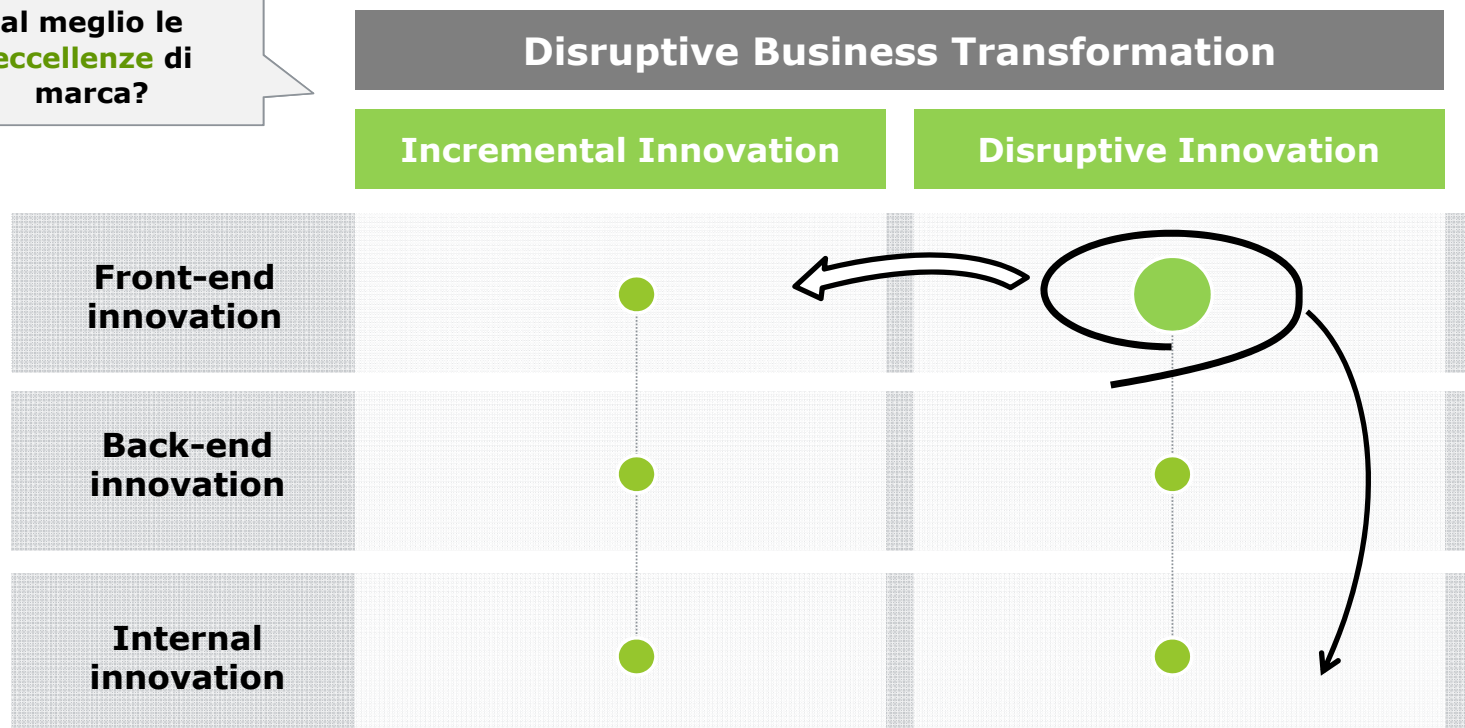 al meglio le
eccellenze di
marca?
Disruptive Business Transformation
Incremental Innovation
Disruptive Innovation
Front-end
innovation
Back-end
innovation
Internal
innovation